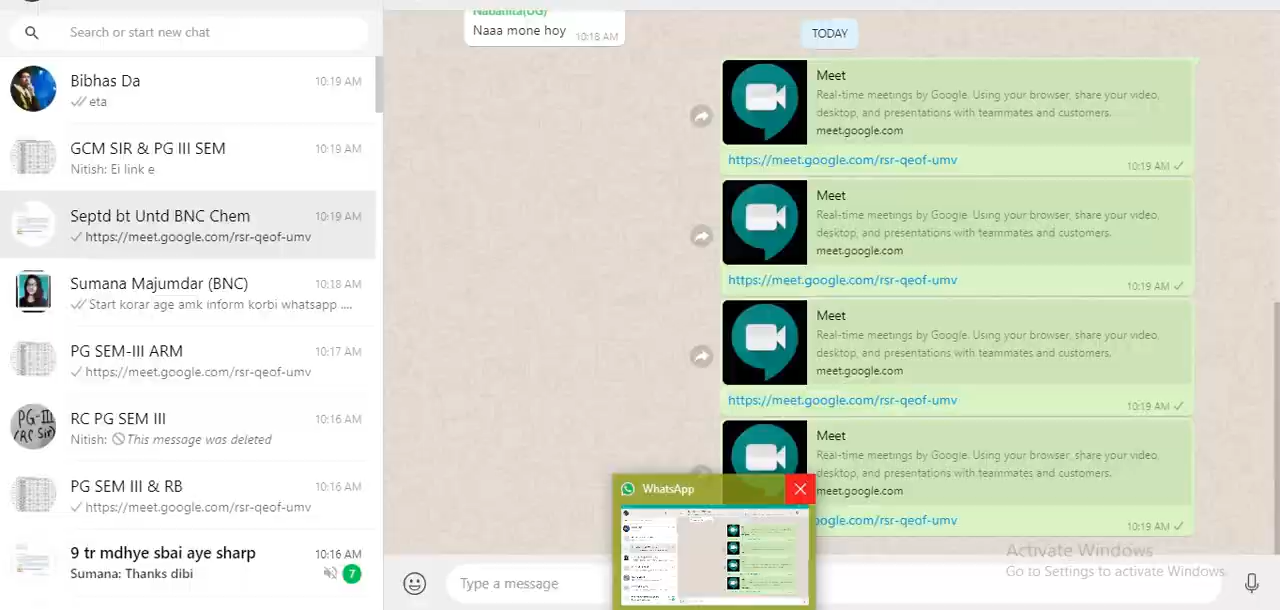 Search or start new chat
Bibhas Da
10:19 AM
eta
GCM SIR & PG III SEM
10:19 AM
Nitish: Ei link e
Septd bt Untd BNC Chem
10:19 AM
https://meet.google.com/rsr-qeof-umv
Sumana Majumdar (BNC)
10:18 AM
Start korar age amk inform korbi whatsapp ....
PG SEM-III ARM
10:17 AM
https://meet.google.com/rsr-qeof-umv
PG-III
(RC Sir)
RC PG SEM III
10:16 AM
Nitish: This message was deleted
PG SEM III & RB
10:16 AM
https://meet.google.com/rsr-qeof-umv
9 tr mdhye sbai aye sharp
10:16 AM
Sumana: Thanks dibi
7
Nabanita(UG)
Naaa mone hoy
10:18 AM
TODAY
Meet
Real-time meetings by Google. Using your browser, share your video,
desktop, and presentations with teammates and customers.
meet.google.com
https://meet.google.com/rsr-qeof-umv
10:19 AM
Meet
Real-time meetings by Google. Using your browser, share your video,
desktop, and presentations with teammates and customers.
meet.google.com
https://meet.google.com/rsr-qeof-umv
10:19 AM
Meet
Real-time meetings by Google. Using your browser, share your video,
desktop, and presentations with teammates and customers.
meet.google.com
https://meet.google.com/rsr-qeof-umv
10:19 AM
Meet
Real-time meetings by Google. Using your browser, share your video,
desktop, and presentations with teammates and customers.
meet.google.com
ogle.com/rsr-qeof-umv
10:19 AM
WhatsApp
Type a message
Activate Windows
Go to Settings to activate Windows.